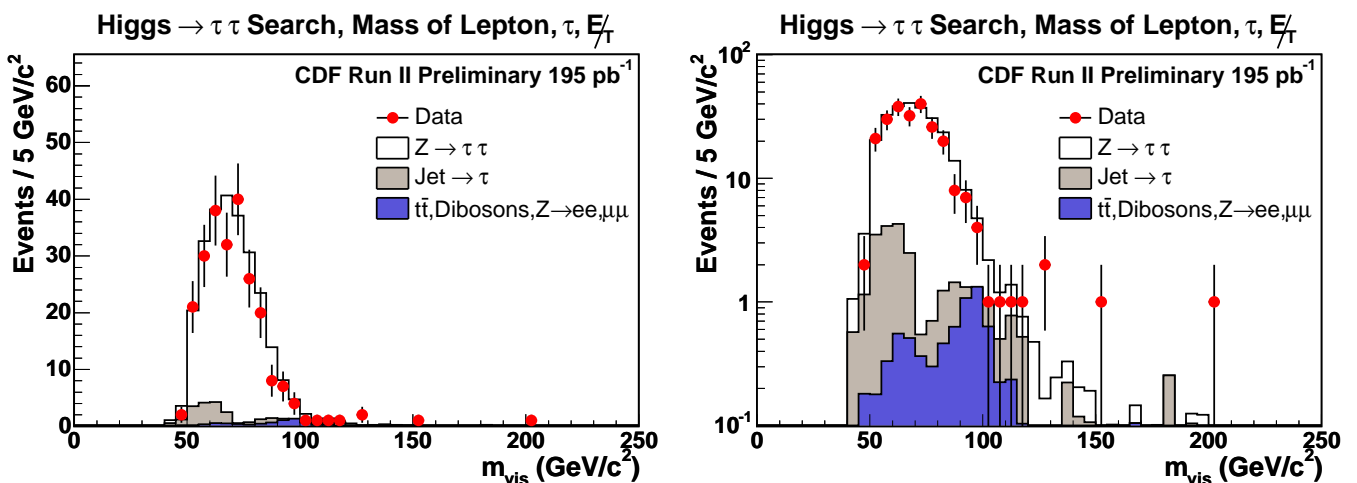 Higgs → τ τ Search, Mass of Lepton, τ, E̸T
CDF Run II Preliminary 195 pb⁻¹
Data
Z → τ τ
Jet → τ
tt̄,Dibosons,Z→ee,μμ
Events / 5 GeV/c²
60
50
40
30
20
10
0
0 50 100 150 200 250
m_vis (GeV/c²)
Higgs → τ τ Search, Mass of Lepton, τ, E̸T
CDF Run II Preliminary 195 pb⁻¹
Data
Z → τ τ
Jet → τ
tt̄,Dibosons,Z→ee,μμ
Events / 5 GeV/c²
10²
10
1
10⁻¹
0 50 100 150 200 250
m_vis (GeV/c²)